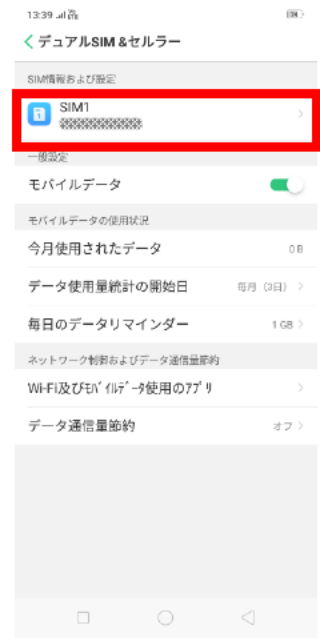 13:39
デュアルSIM &セルラー
SIM情報および設定
SIM1
一般設定
モバイルデータ
モバイルデータの使用状況
今月使用されたデータ 0 B
データ使用量統計の開始日 毎月（3日）
毎日のデータリマインダー 1 GB
ネットワーク制御およびデータ通信量節約
Wi-Fi及びﾓﾊﾞｲﾙﾃﾞｰﾀ使用のｱﾌﾟﾘ
データ通信量節約 オフ